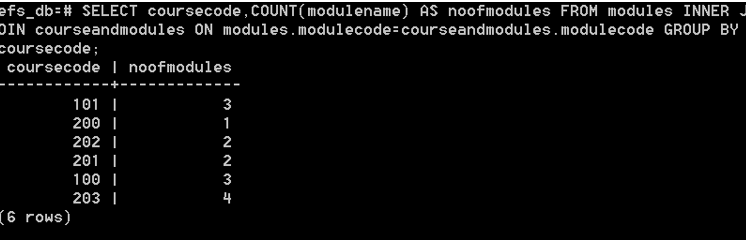 efs_db=# SELECT coursecode,COUNT(modulename) AS noofmodules FROM modules INNER J
OIN courseandmodules ON modules.modulecode=courseandmodules.modulecode GROUP BY
coursecode;
 coursecode | noofmodules
------------+-------------
        101 |           3
        200 |           1
        202 |           2
        201 |           2
        100 |           3
        203 |           4
(6 rows)